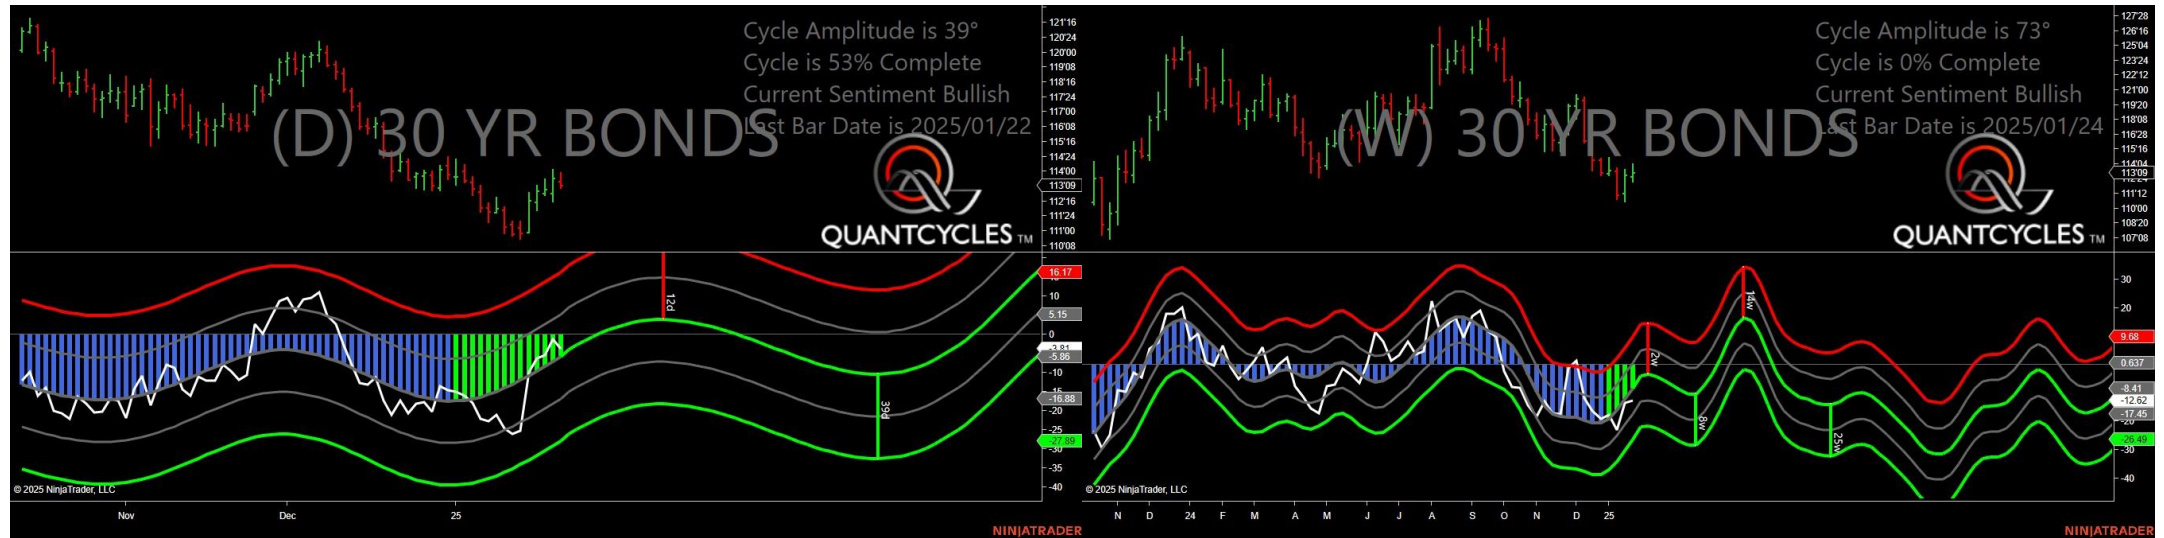 Cycle Amplitude is 39°
Cycle is 53% Complete
Current Sentiment Bullish
Last Bar Date is 2025/01/22
(D) 30 YR BONDS
QUANTCYCLES TM
121'16
120'24
120'00
119'08
118'16
117'24
117'00
116'08
115'16
114'24
114'00
113'09
112'16
111'24
111'00
110'08
16.17
10
5.15
0
-3.81
-5.86
-10
-15
-16.88
-20
-25
-27.89
-30
-35
-40
12d
39d
© 2025 NinjaTrader, LLC
Nov Dec 25
NINJATRADER
Cycle Amplitude is 73°
Cycle is 0% Complete
Current Sentiment Bullish
Last Bar Date is 2025/01/24
(W) 30 YR BONDS
QUANTCYCLES TM
127'28
126'16
125'04
123'24
122'12
121'00
119'20
118'08
116'28
115'16
114'04
113'09
111'12
110'00
108'20
107'08
30
20
9.68
0.637
-8.41
-12.62
-17.45
-26.49
-30
-40
2w
8w
14w
25w
© 2025 NinjaTrader, LLC
N D 24 F M A M J J A S O N D 25
NINJATRADER